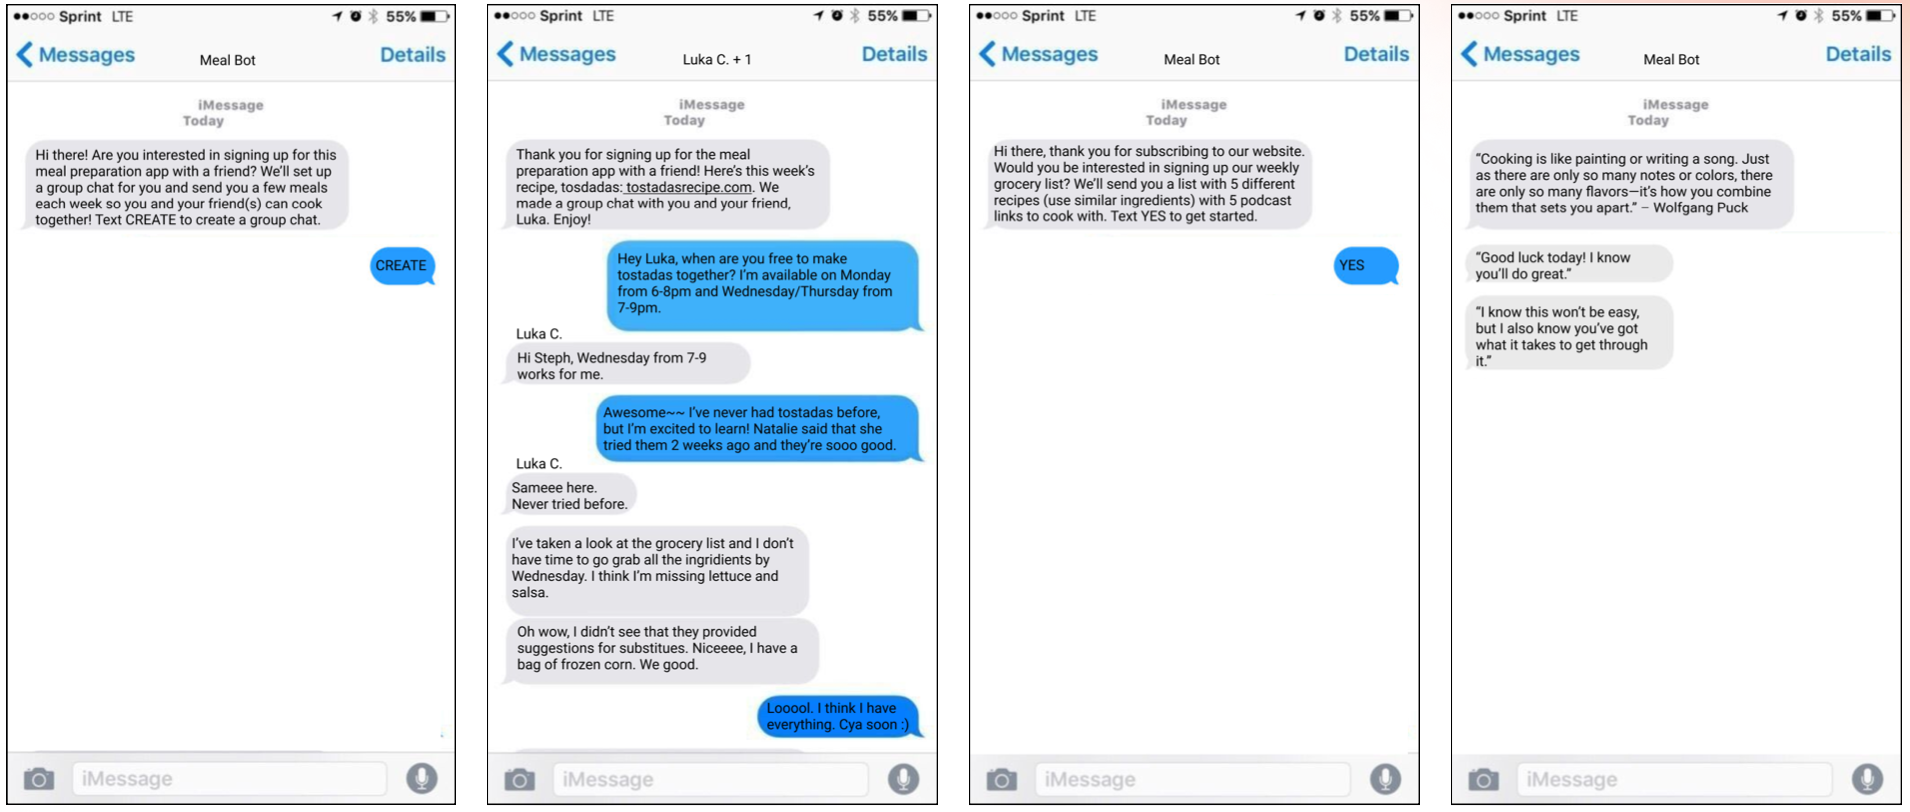 Sprint LTE 55%
Messages Meal Bot Details
iMessage
Today
Hi there! Are you interested in signing up for this
meal preparation app with a friend? We'll set up
a group chat for you and send you a few meals
each week so you and your friend(s) can cook
together! Text CREATE to create a group chat.
CREATE
iMessage
Sprint LTE 55%
Messages Luka C. + 1 Details
iMessage
Today
Thank you for signing up for the meal
preparation app with a friend! Here's this week's
recipe, tosdadas: tostadasrecipe.com. We
made a group chat with you and your friend,
Luka. Enjoy!
Hey Luka, when are you free to make
tostadas together? I'm available on Monday
from 6-8pm and Wednesday/Thursday from
7-9pm.
Luka C.
Hi Steph, Wednesday from 7-9
works for me.
Awesome~~ I've never had tostadas before,
but I'm excited to learn! Natalie said that she
tried them 2 weeks ago and they're sooo good.
Luka C.
Sameee here.
Never tried before.
I've taken a look at the grocery list and I don't
have time to go grab all the ingridients by
Wednesday. I think I'm missing lettuce and
salsa.
Oh wow, I didn't see that they provided
suggestions for substitues. Niceeee, I have a
bag of frozen corn. We good.
Looool. I think I have
everything. Cya soon :)
iMessage
Sprint LTE 55%
Messages Meal Bot Details
iMessage
Today
Hi there, thank you for subscribing to our website.
Would you be interested in signing up our weekly
grocery list? We'll send you a list with 5 different
recipes (use similar ingredients) with 5 podcast
links to cook with. Text YES to get started.
YES
iMessage
Sprint LTE 55%
Messages Meal Bot Details
iMessage
Today
“Cooking is like painting or writing a song. Just
as there are only so many notes or colors, there
are only so many flavors—it's how you combine
them that sets you apart.” – Wolfgang Puck
“Good luck today! I know
you'll do great.”
“I know this won't be easy,
but I also know you've got
what it takes to get through
it.”
iMessage